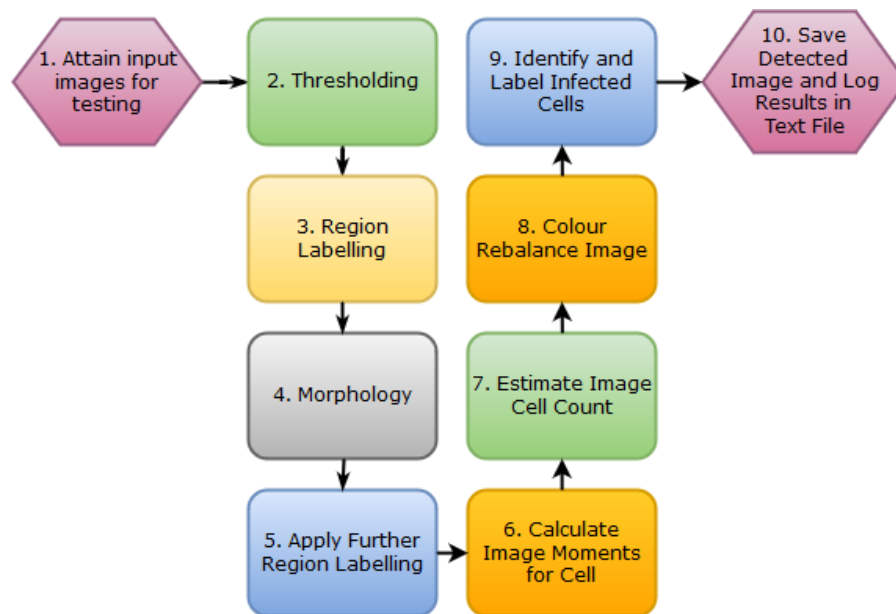 1. Attain input
images for
testing
2. Thresholding
3. Region
Labelling
4. Morphology
5. Apply Further
Region Labelling
6. Calculate
Image Moments
for Cell
7. Estimate Image
Cell Count
8. Colour
Rebalance Image
9. Identify and
Label Infected
Cells
10. Save
Detected
Image and Log
Results in
Text File